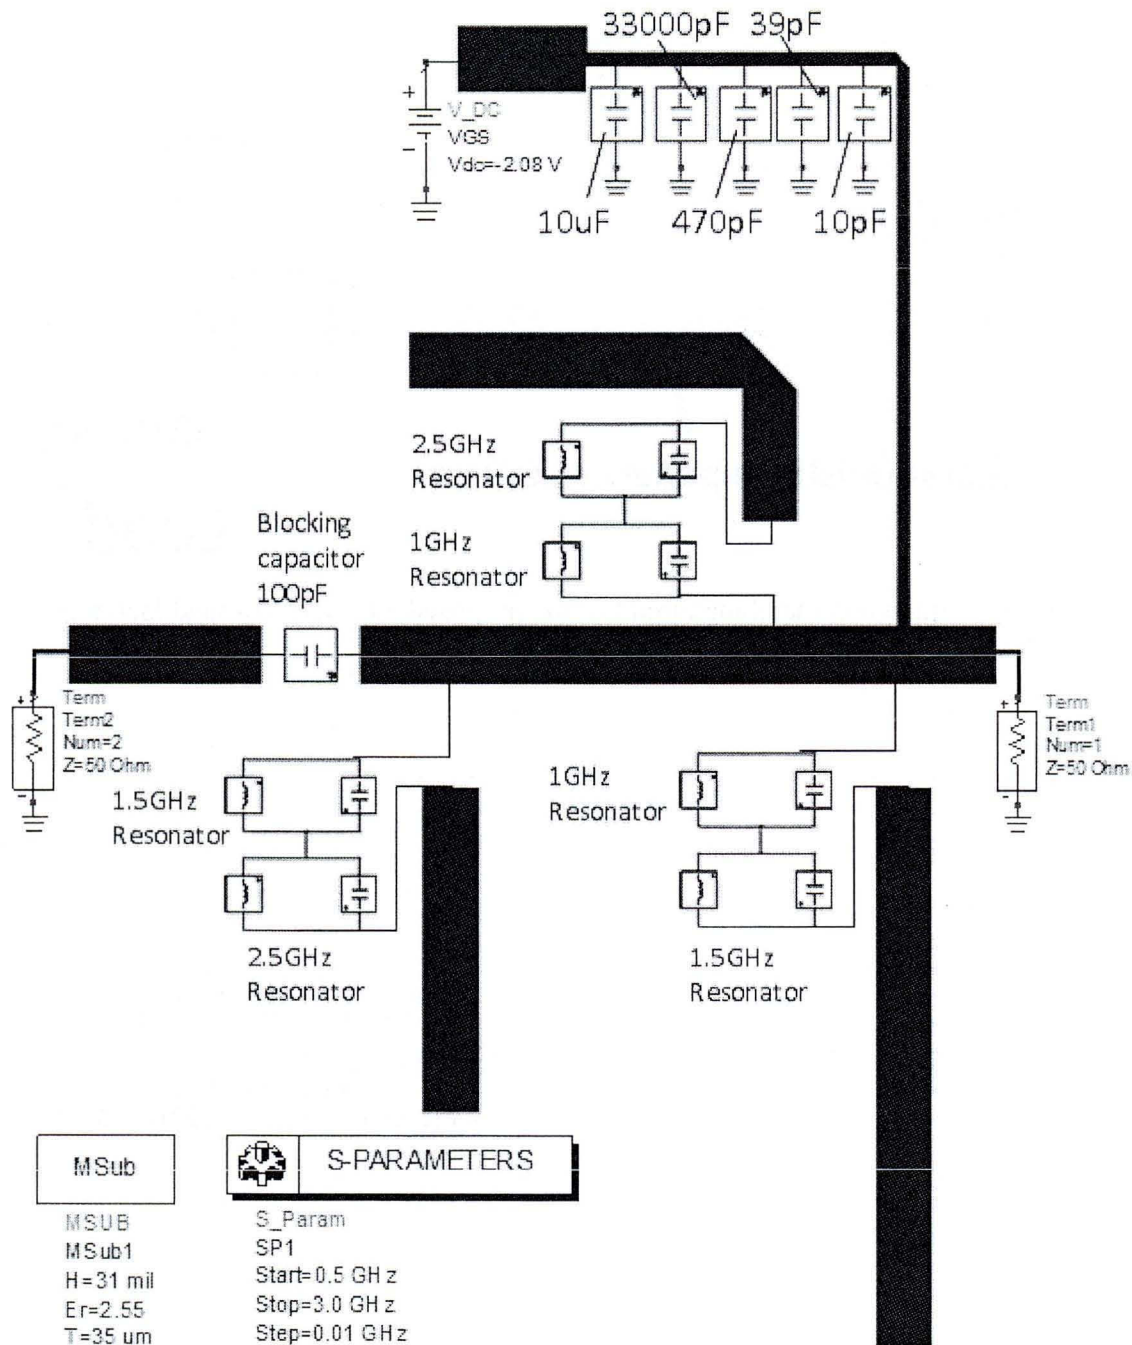 33000pF 39pF
V_DC
VGS
Vdc=-2.08 V
10uF 470pF 10pF
2.5GHz
Resonator
1GHz
Resonator
Blocking
capacitor
100pF
Term
Term2
Num=2
Z=50 Ohm
Term
Term1
Num=1
Z=50 Ohm
1.5GHz
Resonator
2.5GHz
Resonator
1GHz
Resonator
1.5GHz
Resonator
MSub
MSUB
MSub1
H=31 mil
Er=2.55
T=35 um
S-PARAMETERS
S_Param
SP1
Start=0.5 GHz
Stop=3.0 GHz
Step=0.01 GHz